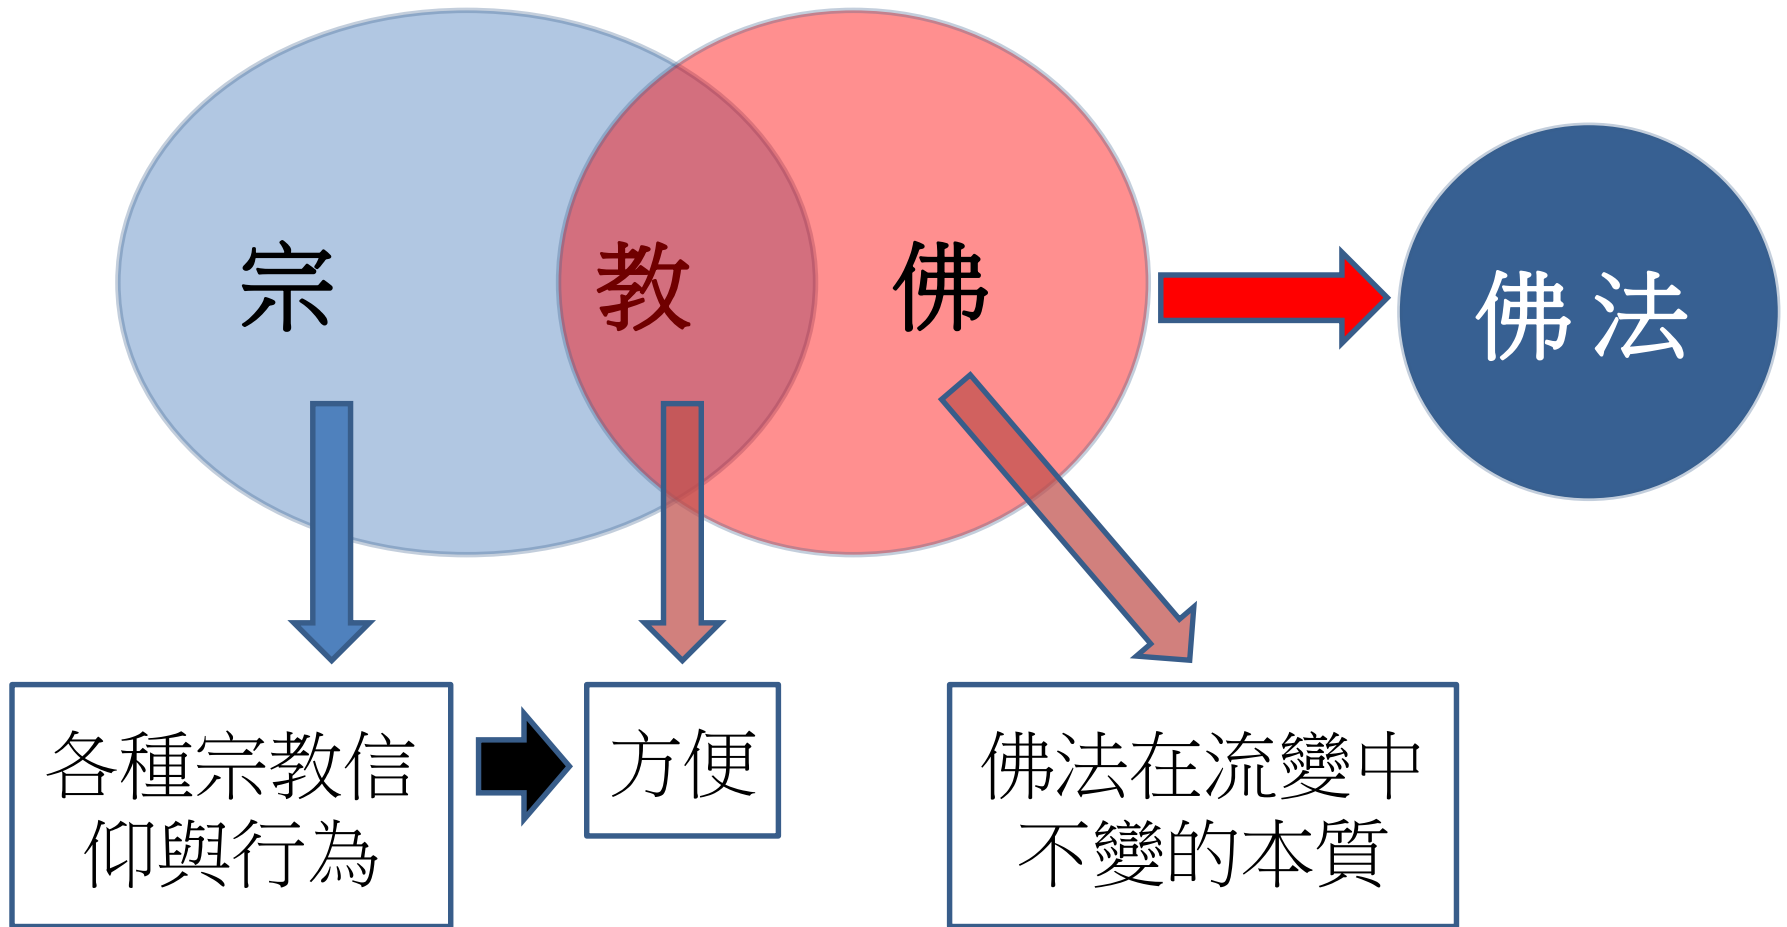 宗 教 佛
佛法
各種宗教信
仰與行為
方便
佛法在流變中
不變的本質